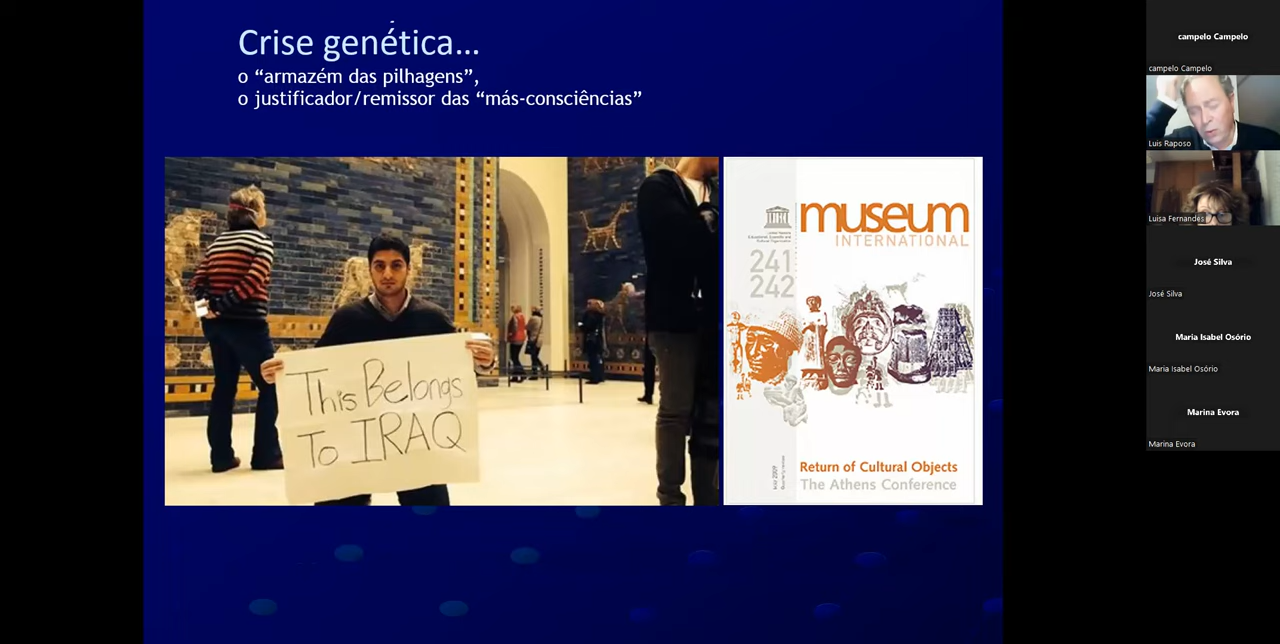 Crise genética...
o “armazém das pilhagens”,
o justificador/remissor das “más-consciências”
This Belongs
To IRAQ
museum
INTERNATIONAL
241
242
Return of Cultural Objects
The Athens Conference
campelo Campelo
campelo Campelo
Luis Raposo
Luisa Fernandes
José Silva
José Silva
Maria Isabel Osório
Maria Isabel Osório
Marina Evora
Marina Evora